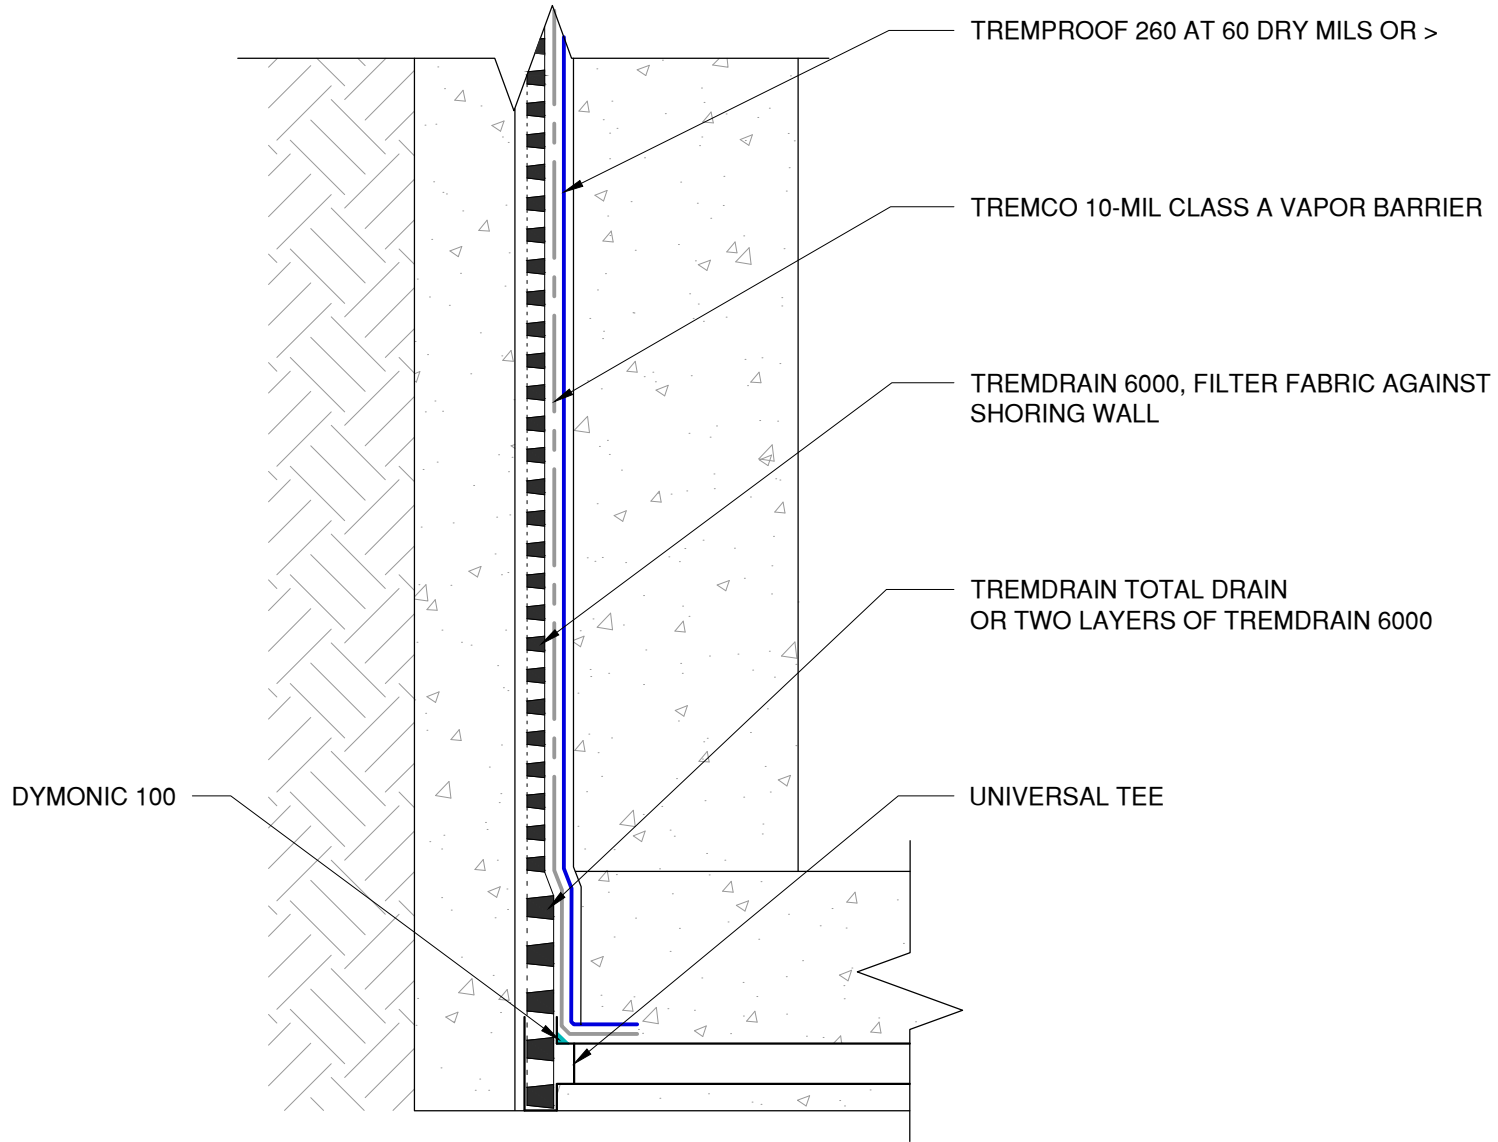 TREMPROOF 260 AT 60 DRY MILS OR >
TREMCO 10-MIL CLASS A VAPOR BARRIER
TREMDRAIN 6000, FILTER FABRIC AGAINST
SHORING WALL
TREMDRAIN TOTAL DRAIN
OR TWO LAYERS OF TREMDRAIN 6000
DYMONIC 100
UNIVERSAL TEE